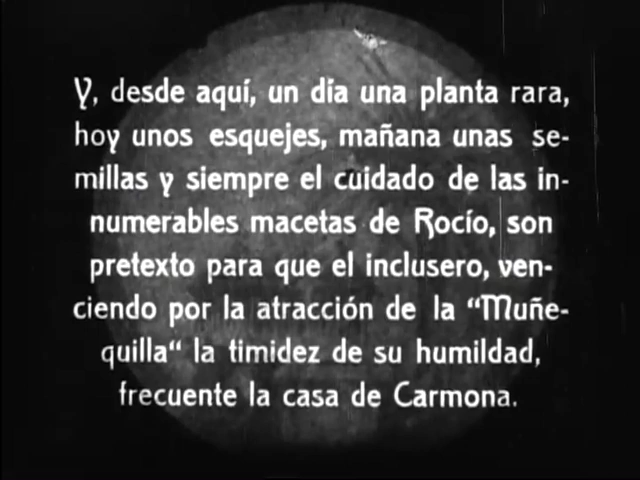 Y, desde aquí, un día una planta rara,
hoy unos esquejes, mañana unas se-
millas y siempre el cuidado de las in-
numerables macetas de Rocío, son
pretexto para que el inclusero, ven-
ciendo por la atracción de la "Muñe-
quilla" la timidez de su humildad,
frecuente la casa de Carmona.